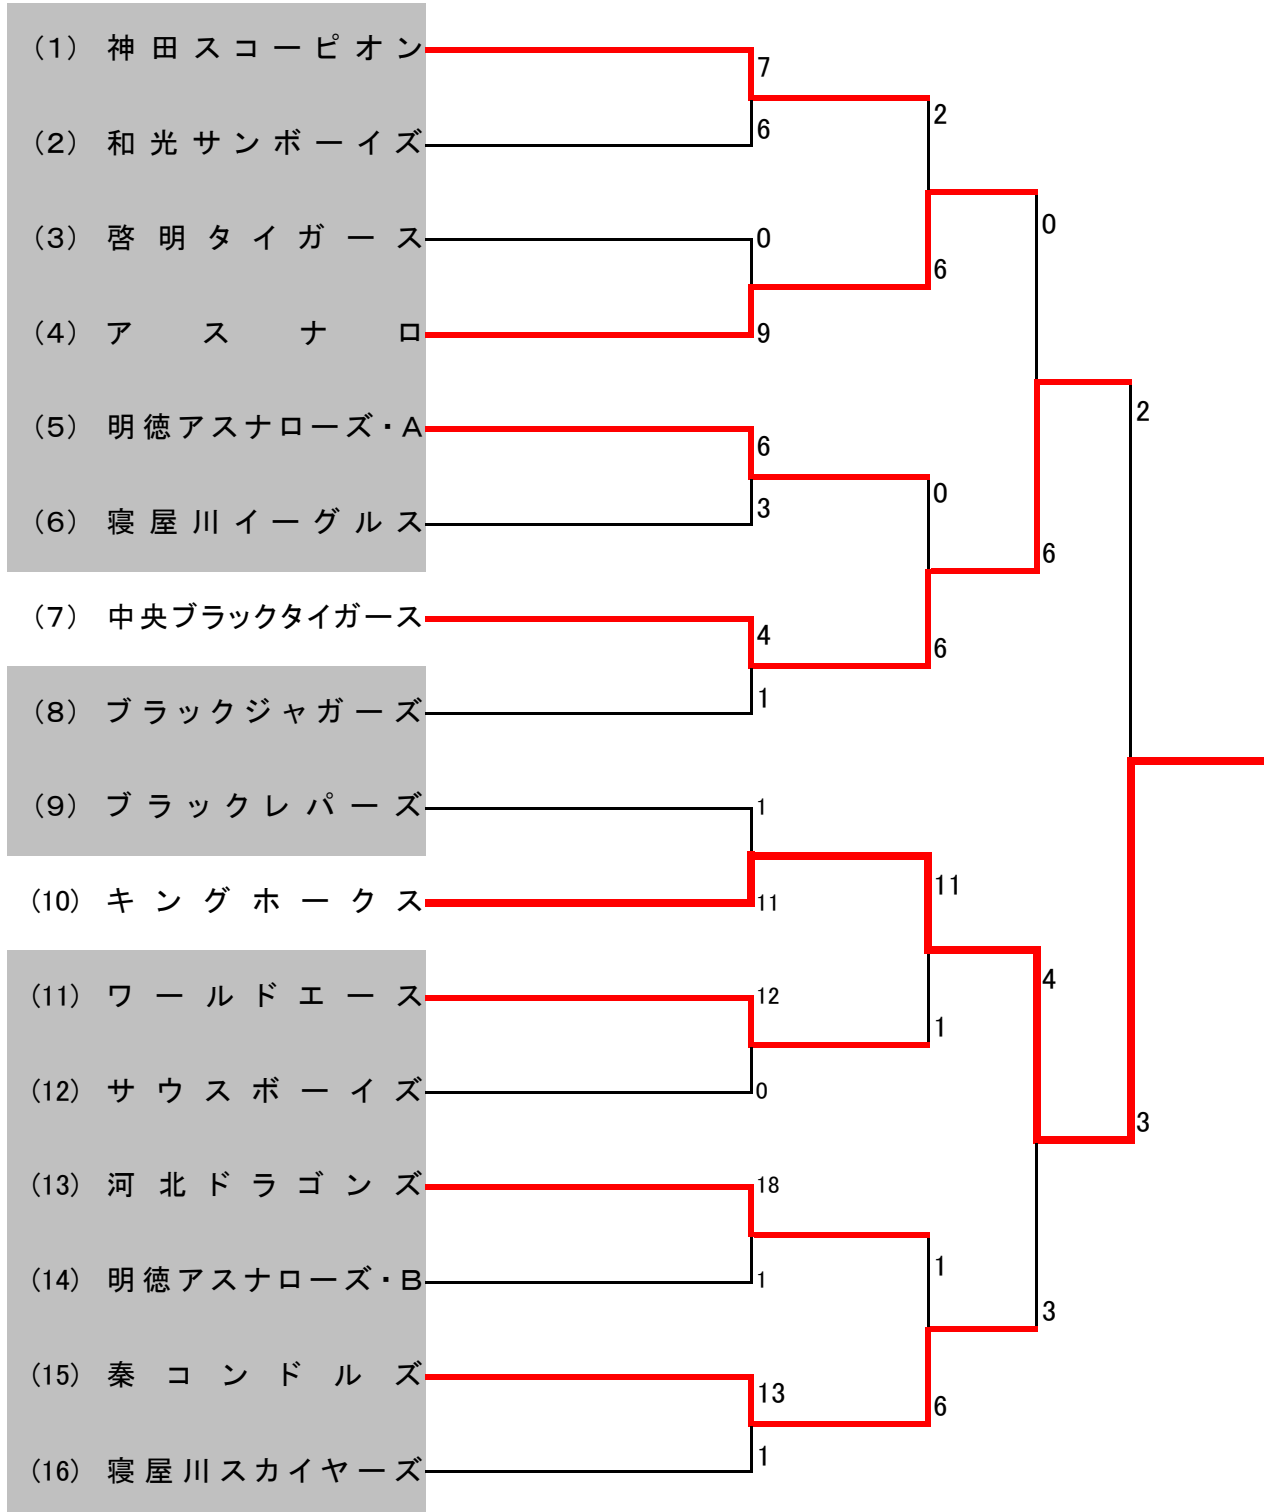 (1) 神田スコーピオン
7
2
(2) 和光サンボーイズ
6
0
(3) 啓明タイガース
0
6
(4) アスナロ
9
2
(5) 明徳アスナローズ・A
6
0
(6) 寝屋川イーグルス
3
6
(7) 中央ブラックタイガース
4
6
(8) ブラックジャガーズ
1
(9) ブラックレパーズ
1
11
(10) キングホークス
11
4
(11) ワールドエース
12
1
(12) サウスボーイズ
0
3
(13) 河北ドラゴンズ
18
1
(14) 明徳アスナローズ・B
1
3
(15) 秦コンドルズ
13
6
(16) 寝屋川スカイヤーズ
1